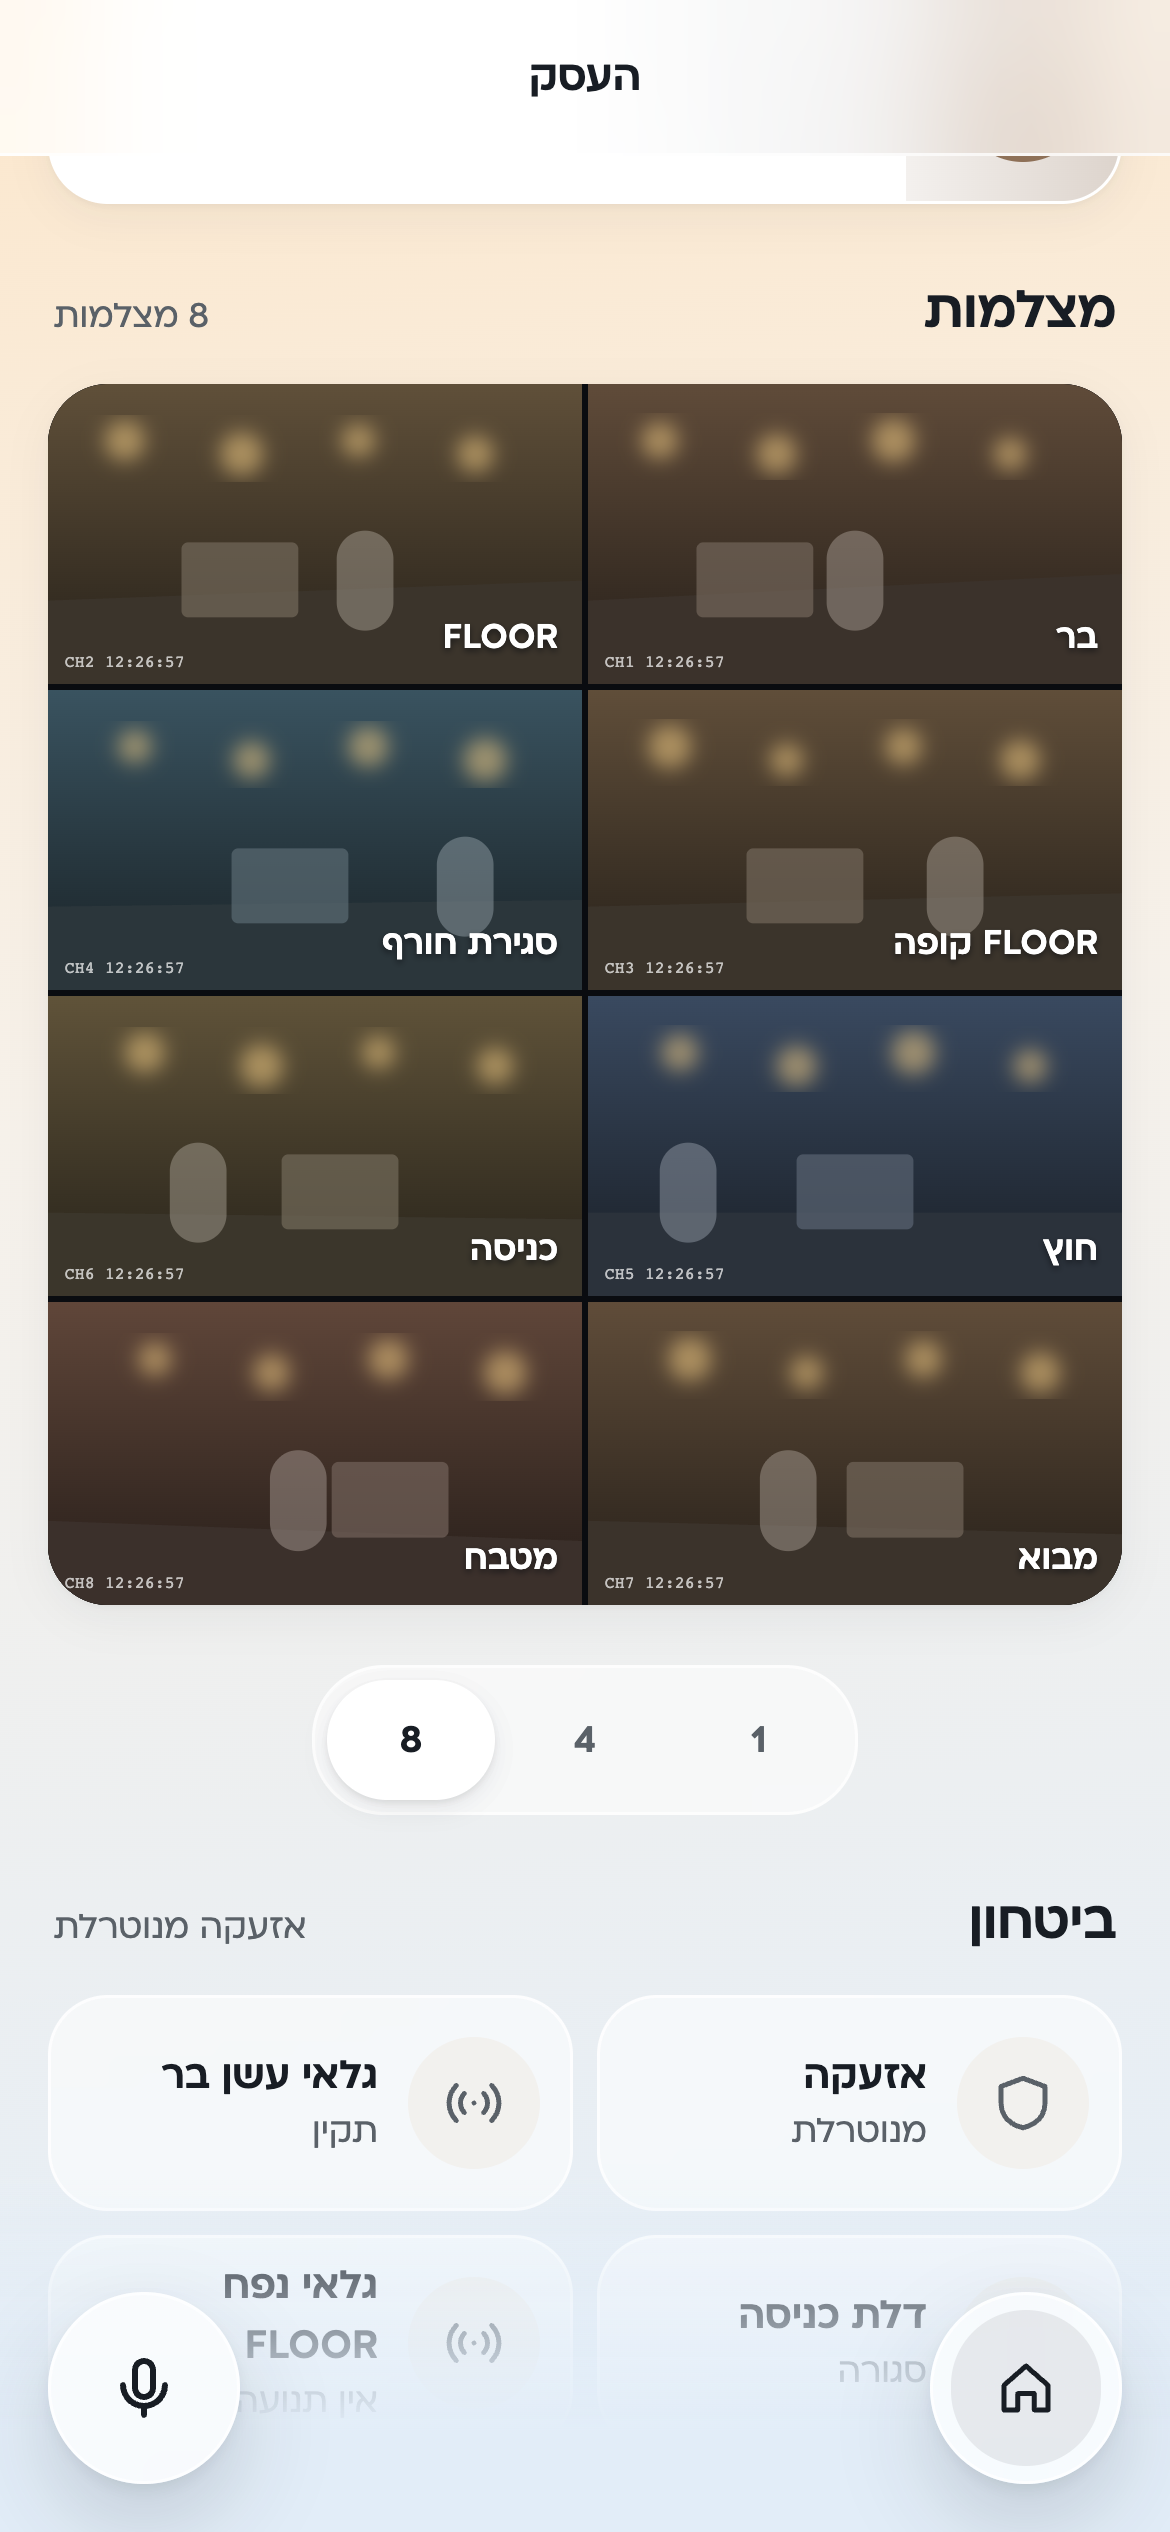 העסק
מצלמות
8 מצלמות
בר
CH1 12:26:57
FLOOR
CH2 12:26:57
FLOOR קופה
CH3 12:26:57
סגירת חורף
CH4 12:26:57
חוץ
CH5 12:26:57
כניסה
CH6 12:26:57
מבוא
CH7 12:26:57
מטבח
CH8 12:26:57
1
4
8
ביטחון
אזעקה מנוטרלת
אזעקה
מנוטרלת
גלאי עשן בר
תקין
דלת כניסה
סגורה
גלאי נפח
FLOOR
אין תנועה